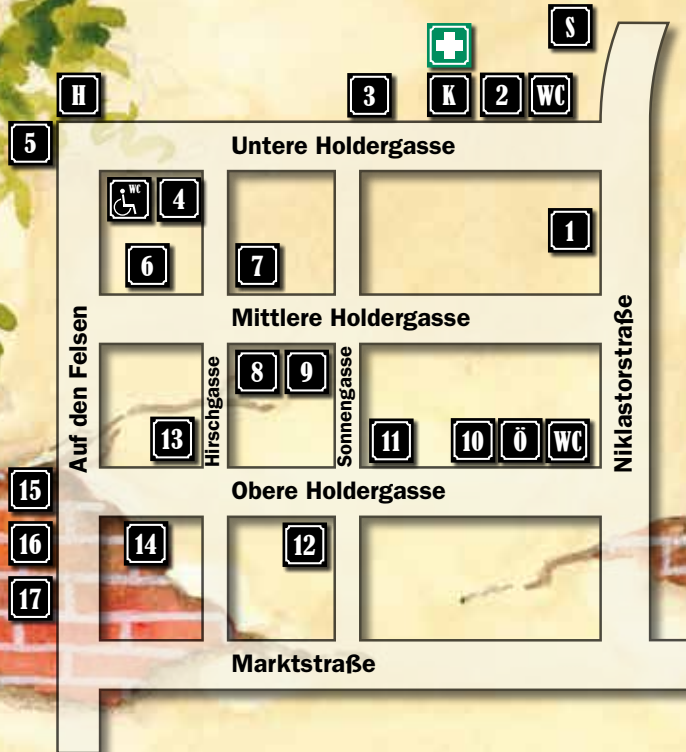 S
H
3
K
2
WC
5
Untere Holdergasse
WC
4
1
6
7
Auf den Felsen
Mittlere Holdergasse
Niklastorstraße
Hirschgasse
8
9
Sonnengasse
13
11
10
Ö
WC
15
Obere Holdergasse
16
14
12
17
Marktstraße